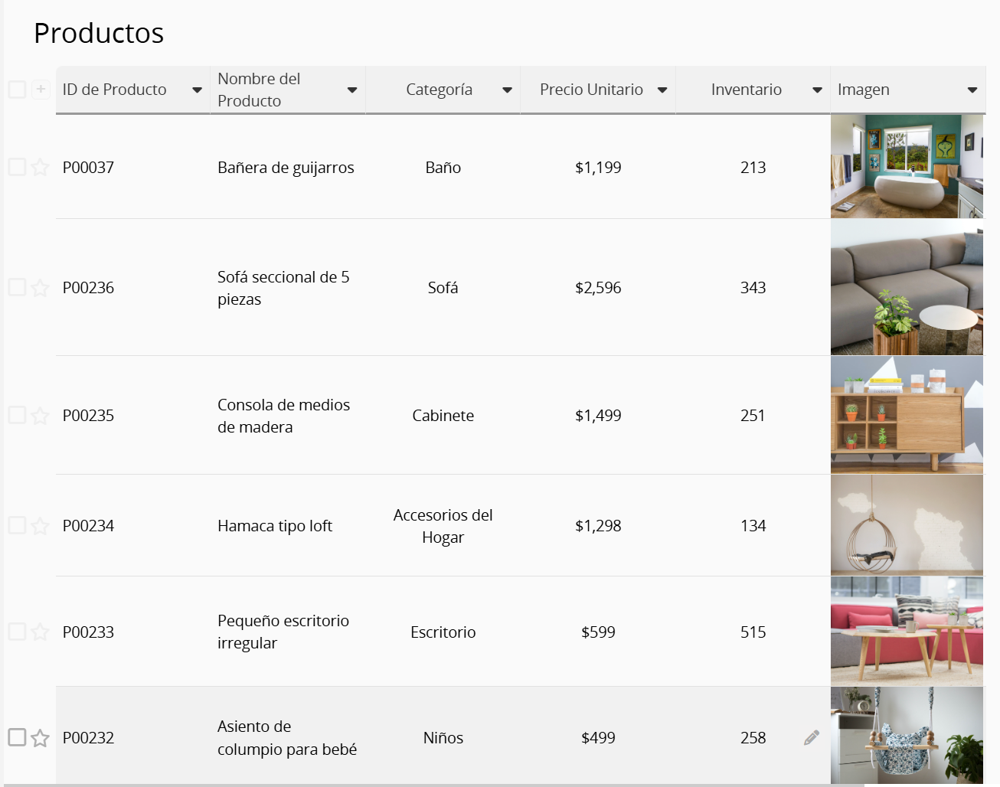 Productos
ID de Producto
Nombre del
Producto
Categoría
Precio Unitario
Inventario
Imagen
P00037
Bañera de guijarros
Baño
$1,199
213
P00236
Sofá seccional de 5
piezas
Sofá
$2,596
343
P00235
Consola de medios
de madera
Cabinete
$1,499
251
P00234
Hamaca tipo loft
Accesorios del
Hogar
$1,298
134
P00233
Pequeño escritorio
irregular
Escritorio
$599
515
P00232
Asiento de
columpio para bebé
Niños
$499
258